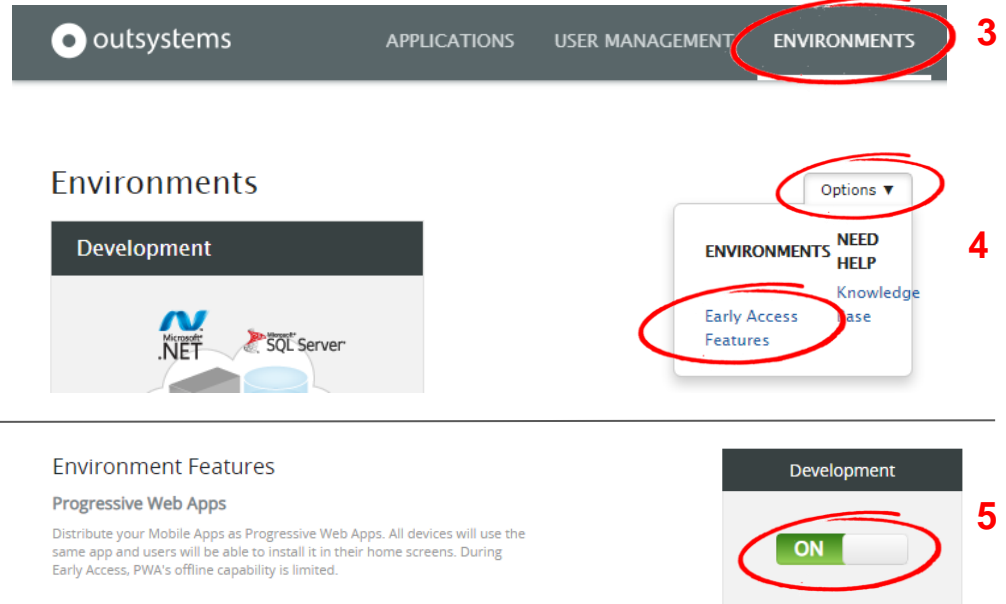 outsystems APPLICATIONS USER MANAGEMENT ENVIRONMENTS 3
Environments
Options ▼
Development
ENVIRONMENTS
NEED
HELP
4
Knowledge
Early Access
Features
Microsoft
.NET
Microsoft
SQL Server
Environment Features
Development
Progressive Web Apps
Distribute your Mobile Apps as Progressive Web Apps. All devices will use the
same app and users will be able to install it in their home screens. During
Early Access, PWA's offline capability is limited.
ON
5